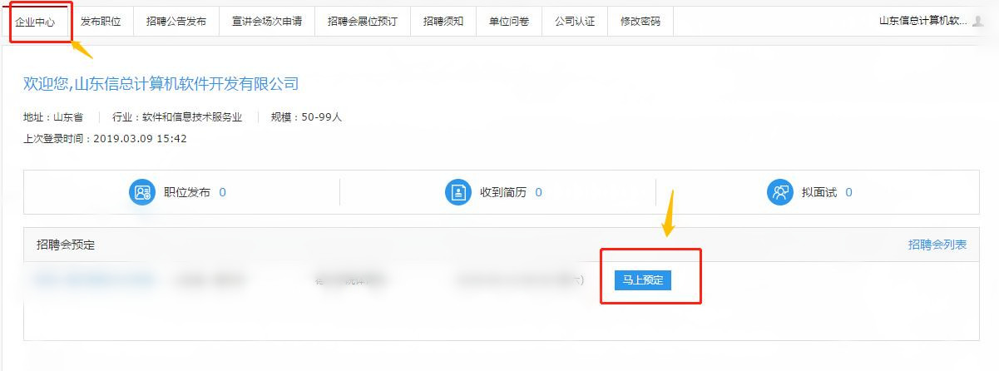 企业中心 发布职位 招聘公告发布 宣讲会场次申请 招聘会展位预订 招聘须知 单位问卷 公司认证 修改密码 山东信总计算机软...
欢迎您,山东信总计算机软件开发有限公司
地址：山东省 行业：软件和信息技术服务业 规模：50-99人
上次登录时间：2019.03.09 15:42
职位发布 0 收到简历 0 拟面试 0
招聘会预定 招聘会列表
马上预定